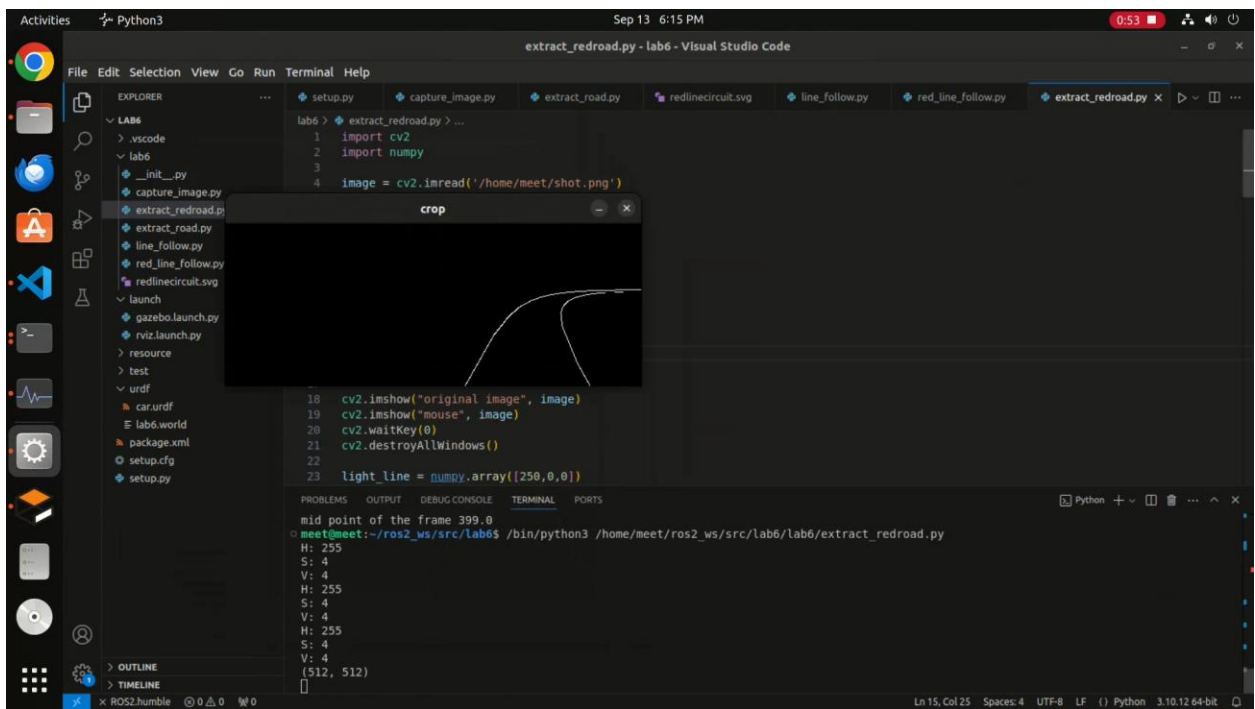 Activities
Python3
Sep 13 6:15 PM
0:53
extract_redroad.py - lab6 - Visual Studio Code
File Edit Selection View Go Run Terminal Help
EXPLORER
setup.py
capture_image.py
extract_road.py
redlinecircuit.svg
line_follow.py
red_line_follow.py
extract_redroad.py
LAB6
.vscode
lab6
__init__.py
capture_image.py
extract_redroad.py
extract_road.py
line_follow.py
red_line_follow.py
redlinecircuit.svg
launch
gazebo.launch.py
rviz.launch.py
resource
test
urdf
car.urdf
lab6.world
package.xml
setup.cfg
setup.py
OUTLINE
TIMELINE
lab6 > extract_redroad.py > ...
1 import cv2
2 import numpy
3
4 image = cv2.imread('/home/meet/shot.png')
crop
18 cv2.imshow("original image", image)
19 cv2.imshow("mouse", image)
20 cv2.waitKey(0)
21 cv2.destroyAllWindows()
22
23 light_line = numpy.array([250,0,0])
PROBLEMS OUTPUT DEBUG CONSOLE TERMINAL PORTS
Python
mid point of the frame 399.0
meet@meet:~/ros2_ws/src/lab6$ /bin/python3 /home/meet/ros2_ws/src/lab6/lab6/extract_redroad.py
H: 255
S: 4
V: 4
H: 255
S: 4
V: 4
H: 255
S: 4
V: 4
(512, 512)
ROS2.humble 0 0 0 Ln 15, Col 25 Spaces: 4 UTF-8 LF {} Python 3.10.12 64-bit